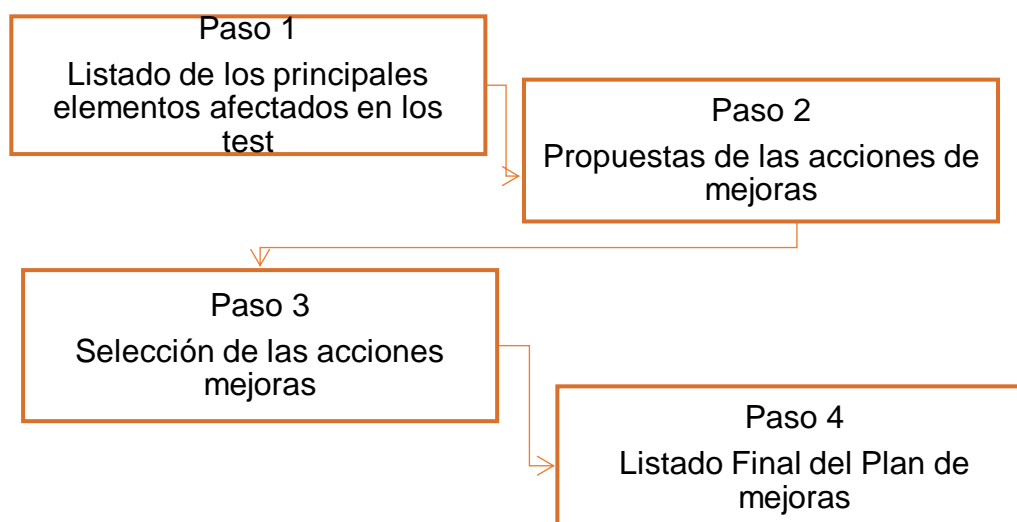 Paso 1
Listado de los principales
elementos afectados en los
test
Paso 2
Propuestas de las acciones de
mejoras
Paso 3
Selección de las acciones
mejoras
Paso 4
Listado Final del Plan de
mejoras